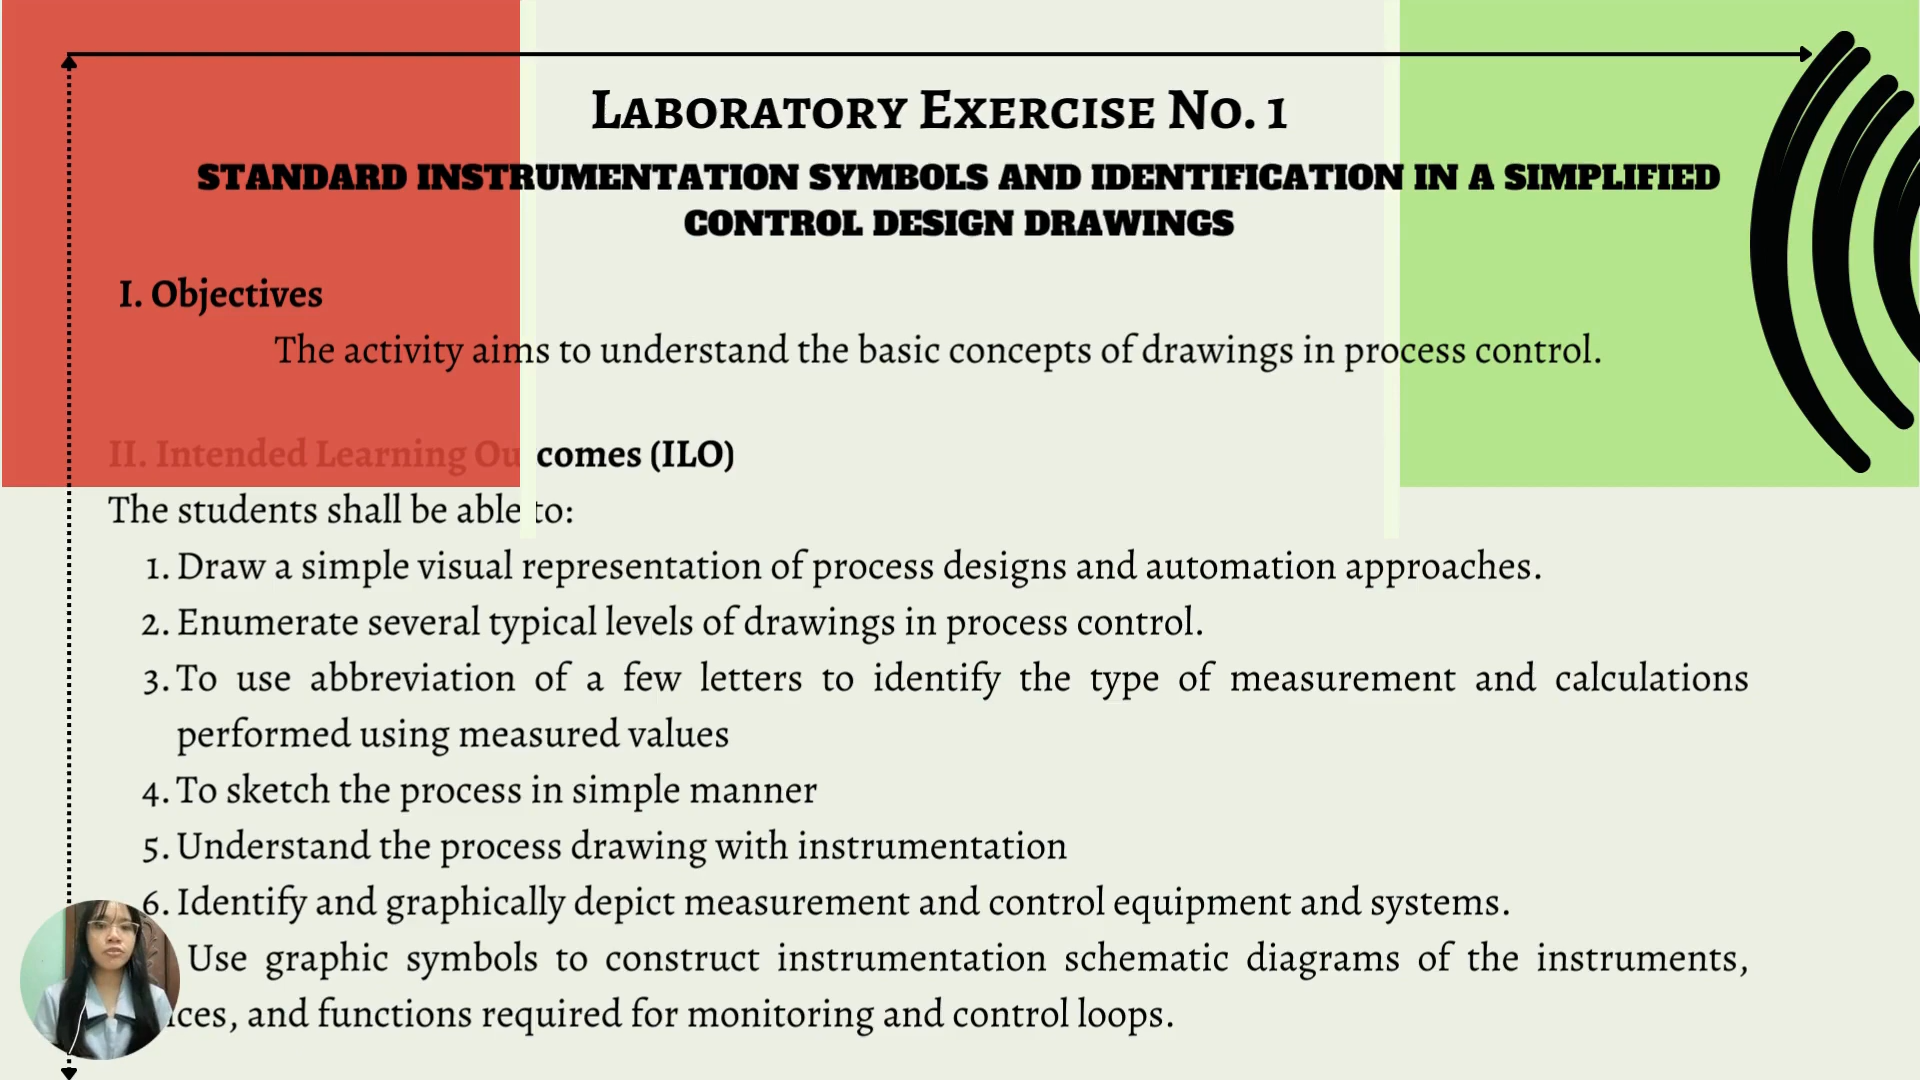 LABORATORY EXERCISE NO. 1
STANDARD INSTRUMENTATION SYMBOLS AND IDENTIFICATION IN A SIMPLIFIED
CONTROL DESIGN DRAWINGS
I. Objectives
The activity aims to understand the basic concepts of drawings in process control.
II. Intended Learning Outcomes (ILO)
The students shall be able to:
1. Draw a simple visual representation of process designs and automation approaches.
2. Enumerate several typical levels of drawings in process control.
3. To use abbreviation of a few letters to identify the type of measurement and calculations
performed using measured values
4. To sketch the process in simple manner
5. Understand the process drawing with instrumentation
6. Identify and graphically depict measurement and control equipment and systems.
Use graphic symbols to construct instrumentation schematic diagrams of the instruments,
and functions required for monitoring and control loops.